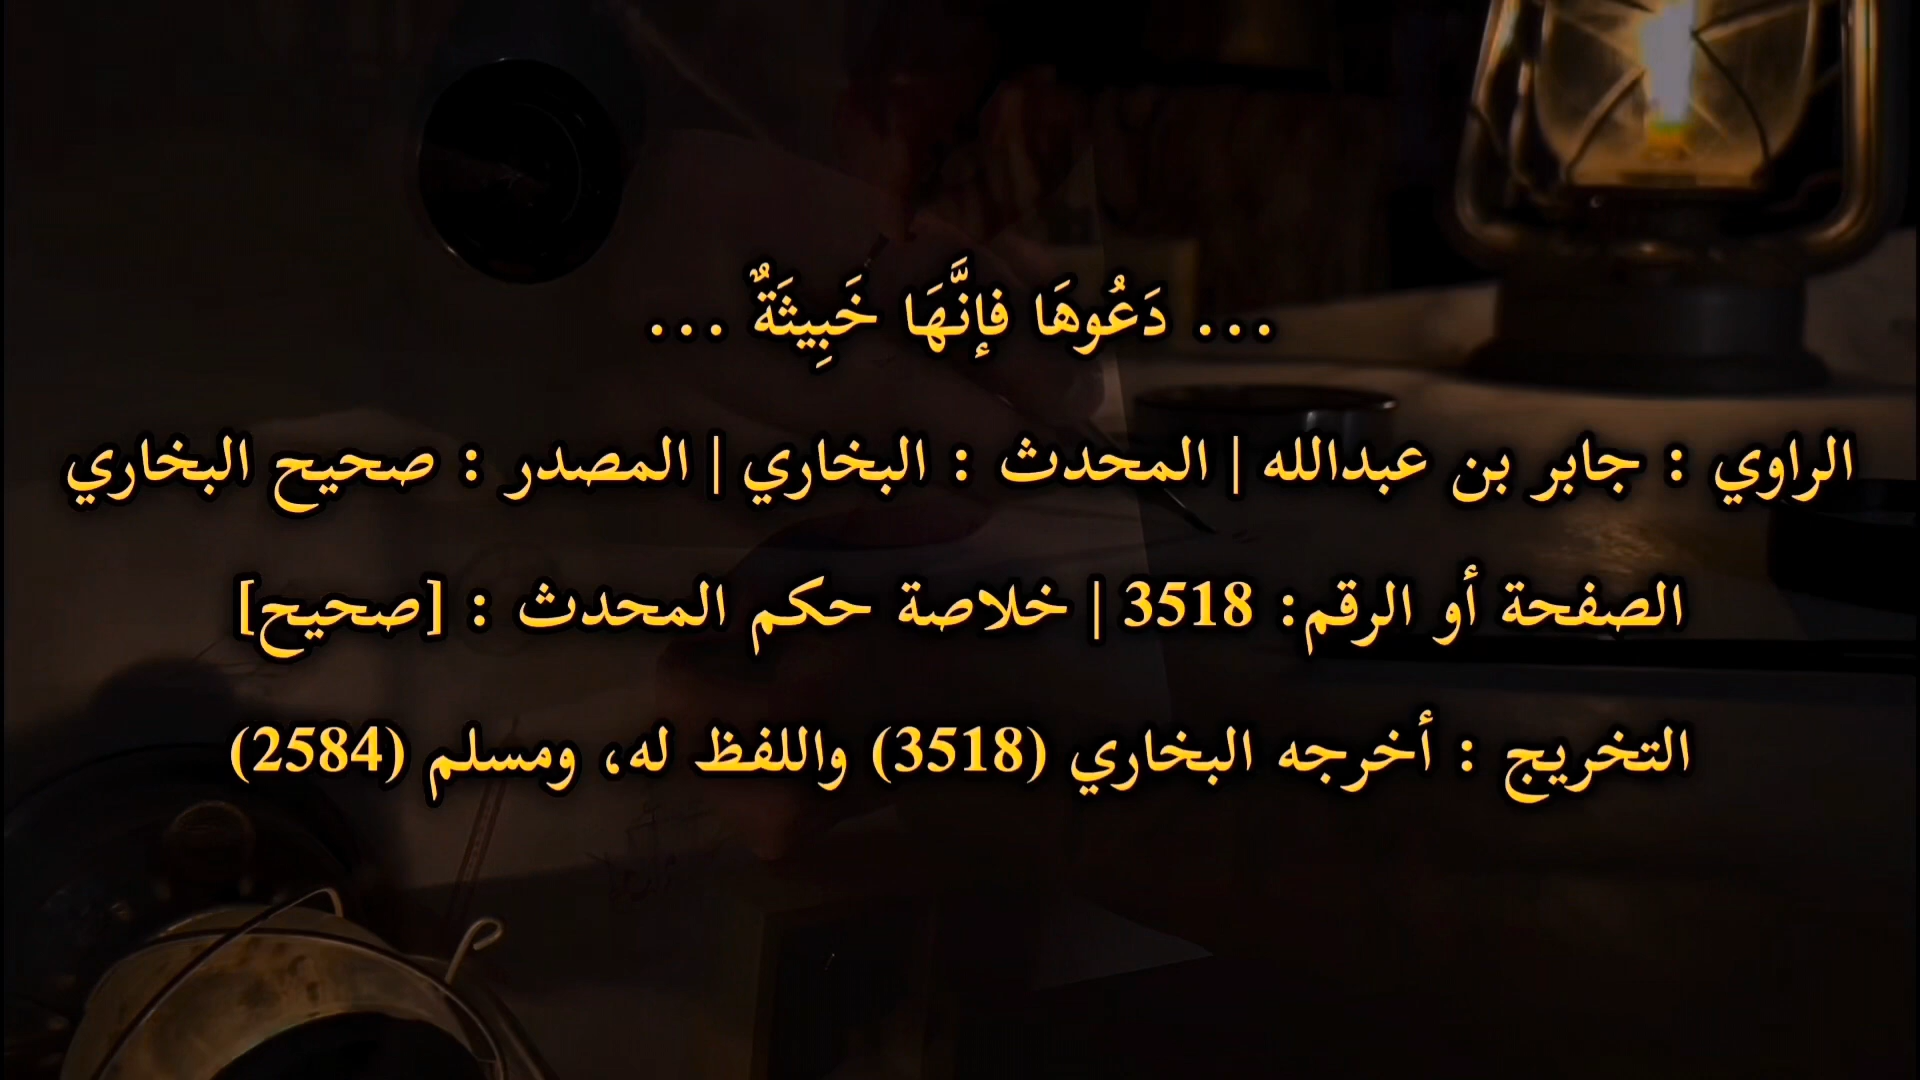 ... دَعُوهَا فإنَّهَا خَبِيثَةٌ ...
الراوي : جابر بن عبدالله | المحدث : البخاري | المصدر : صحيح البخاري
الصفحة أو الرقم: 3518 | خلاصة حكم المحدث : [صحيح]
التخريج : أخرجه البخاري (3518) واللفظ له، ومسلم (2584)